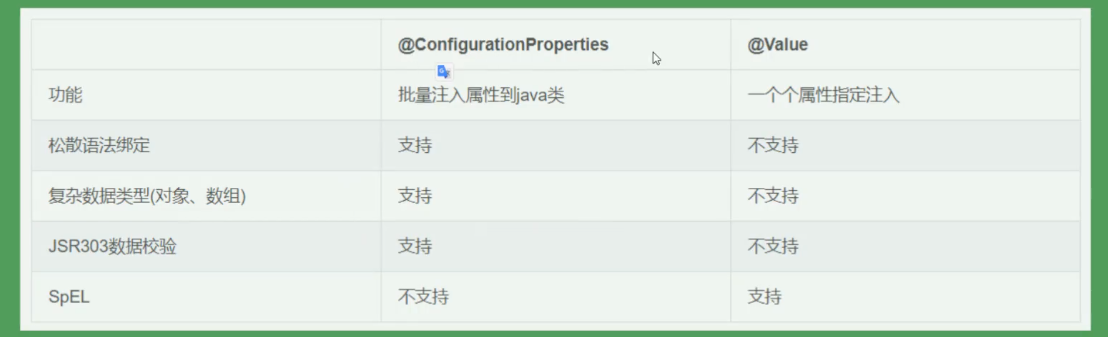 @ConfigurationProperties @Value
功能 批量注入属性到java类 一个个属性指定注入
松散语法绑定 支持 不支持
复杂数据类型(对象、数组) 支持 不支持
JSR303数据校验 支持 不支持
SpEL 不支持 支持